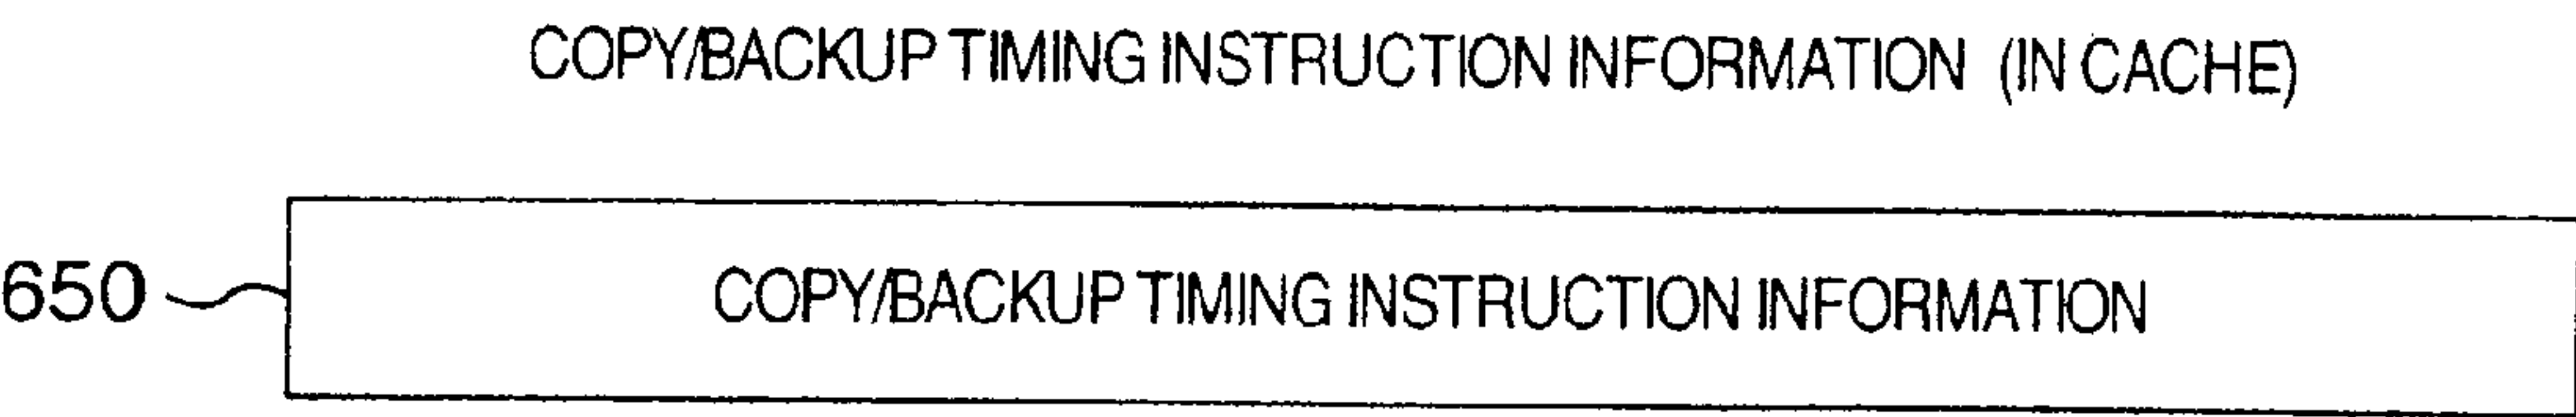 COPY/BACKUP TIMING INSTRUCTION INFORMATION (IN CACHE)
650
COPY/BACKUP TIMING INSTRUCTION INFORMATION